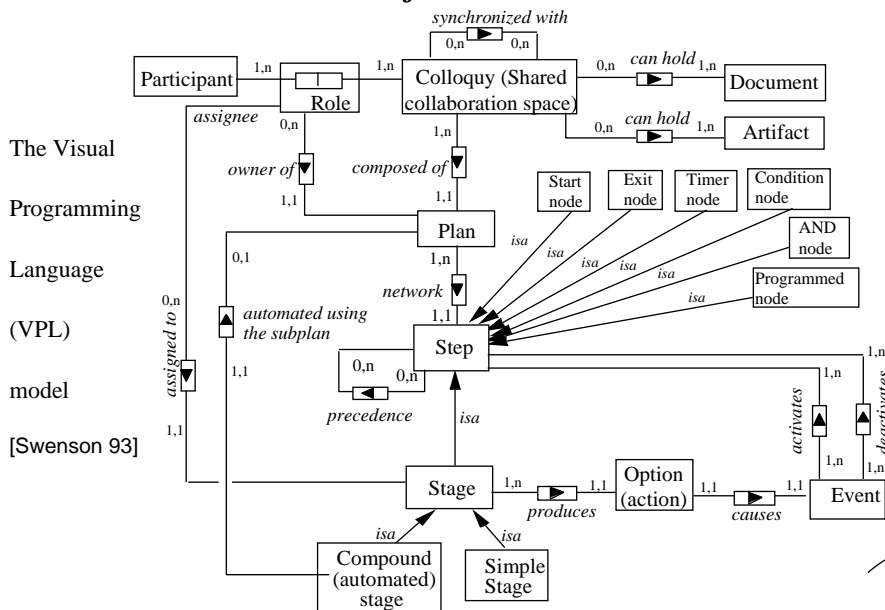 synchronized with
0,n
0,n
1,n
1,n
0,n
can hold
1,n
Participant
Role
Colloquy (Shared
collaboration space)
Document
assignee
can hold
0,n
1,n
Artifact
0,n
1,n
The Visual
owner of
composed of
Start
node
Exit
node
Timer
node
Condition
node
1,1
1,1
Programming
Plan
AND
node
isa
isa
isa
isa
isa
isa
Language
0,1
1,n
Programmed
node
0,n
automated using
the subplan
network
(VPL)
1,1
Step
assigned to
0,n
0,n
1,n
1,n
model
1,1
precedence
activates
deactivates
[Swenson 93]
1,1
isa
1,n
1,n
Stage
1,n
produces
1,1
Option
(action)
1,1
causes
1,1
Event
isa
isa
Compound
(automated)
stage
Simple
Stage